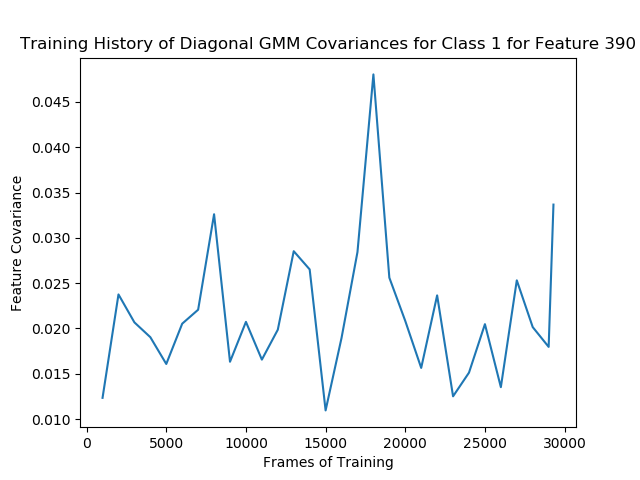 Training History of Diagonal GMM Covariances for Class 1 for Feature 390
0.045
0.040
0.035
0.030
0.025
0.020
0.015
0.010
Feature Covariance
0 5000 10000 15000 20000 25000 30000
Frames of Training